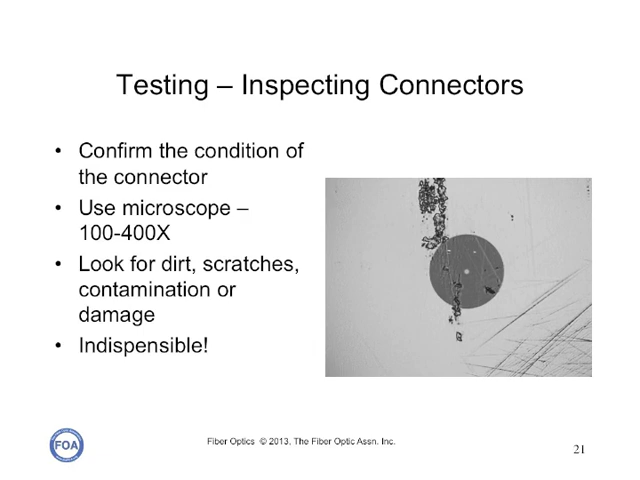 Testing – Inspecting Connectors
• Confirm the condition of
the connector
• Use microscope –
100-400X
• Look for dirt, scratches,
contamination or
damage
• Indispensible!
FOA
Fiber Optics © 2013, The Fiber Optic Assn. Inc.
21